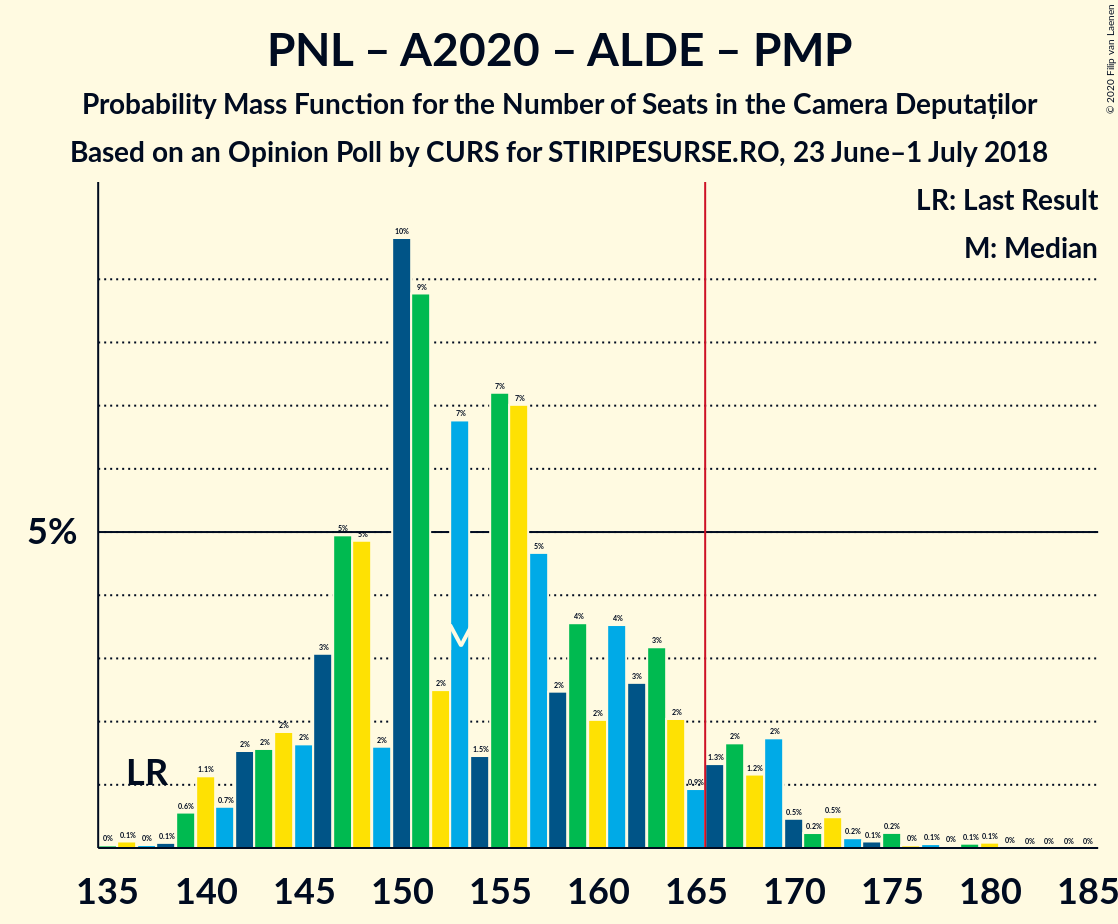 PNL – A2020 – ALDE – PMP
Probability Mass Function for the Number of Seats in the Camera Deputaților
Based on an Opinion Poll by CURS for STIRIPESURSE.RO, 23 June–1 July 2018
© 2020 Filip van Laenen
LR: Last Result
M: Median
5%
LR
M
0% 0.1% 0% 0.1% 0.6% 1.1% 0.7% 2% 2% 2% 2% 3% 5% 5% 2% 10% 9% 2% 7% 1.5% 7% 7% 5% 2% 4% 2% 4% 3% 3% 2% 0.9% 1.3% 2% 1.2% 2% 0.5% 0.2% 0.5% 0.2% 0.1% 0.2% 0% 0.1% 0% 0.1% 0.1% 0% 0% 0% 0% 0%
135 140 145 150 155 160 165 170 175 180 185